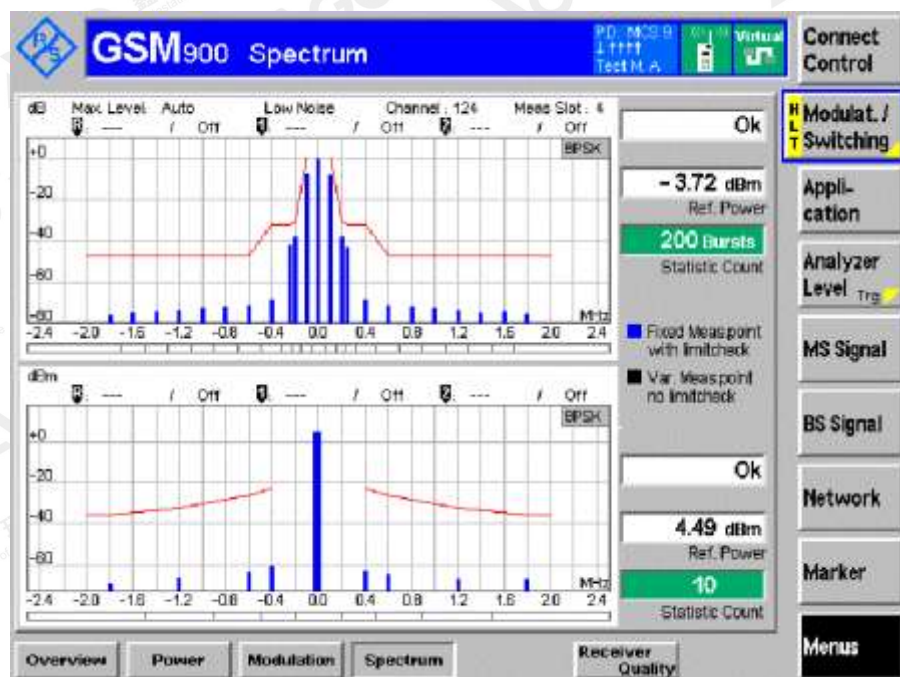 R&S
GSM900 Spectrum
PD: MCS 9
Test M. A
Virtual
Connect Control
dB Max. Level: Auto Low Noise Channel: 124 Meas Slot: 4
--- / Off --- / Off --- / Off
BPSK
+0
-20
-40
-60
-80
MHz
-2.4 -2.0 -1.6 -1.2 -0.8 -0.4 0.0 0.4 0.8 1.2 1.6 2.0 2.4
Ok
- 3.72 dBm
Ref. Power
200 Bursts
Statistic Count
Fixed Meas point
with limitcheck
Var. Meas point
no limitcheck
dBm
--- / Off --- / Off --- / Off
BPSK
+0
-20
-40
-60
MHz
-2.4 -2.0 -1.6 -1.2 -0.8 -0.4 0.0 0.4 0.8 1.2 1.6 2.0 2.4
Ok
4.49 dBm
Ref. Power
10
Statistic Count
HLT
Modulat. /
Switching
Appli-
cation
Analyzer
Level Trg
MS Signal
BS Signal
Network
Marker
Menus
Overview Power Modulation Spectrum Receiver
Quality